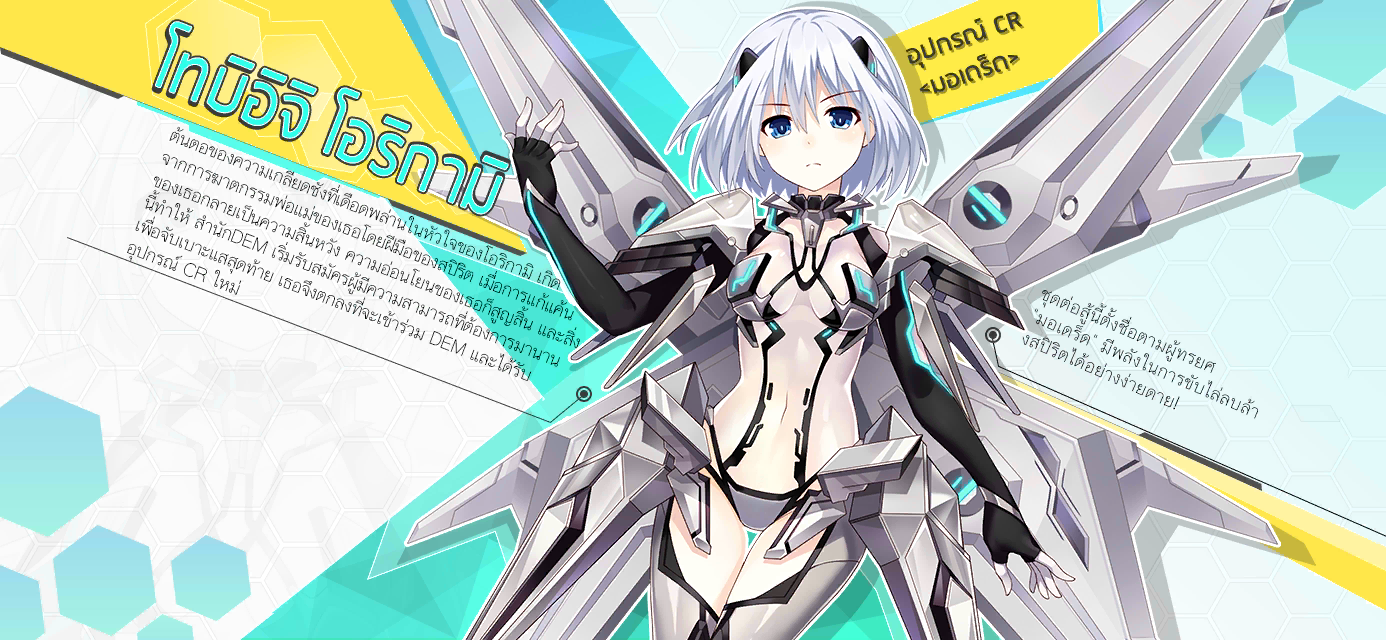 โทบิอิจิ โอริกามิ
ต้นตอของความเกลียดชังที่เดือดพล่านในหัวใจของโอริกามิ เกิด
จากการฆาตกรรมพ่อแม่ของเธอโดยฝีมือของสปิริต เมื่อการแก้แค้น
ของเธอกลายเป็นความสิ้นหวัง ความอ่อนโยนของเธอก็สูญสิ้น และสิ่ง
นี้ทำให้ สำนักDEM เริ่มรับสมัครผู้มีความสามารถที่ต้องการมานาน
เพื่อจับเบาะแสสุดท้าย เธอจึงตกลงที่จะเข้าร่วม DEM และได้รับ
อุปกรณ์ CR ใหม่
อุปกรณ์ CR
<มอเดร็ด>
ชุดต่อสู้นี้ตั้งชื่อตามผู้ทรยศ
"มอเดร็ด" มีพลังในการขับไล่ลบล้า
งสปิริตได้อย่างง่ายดาย!